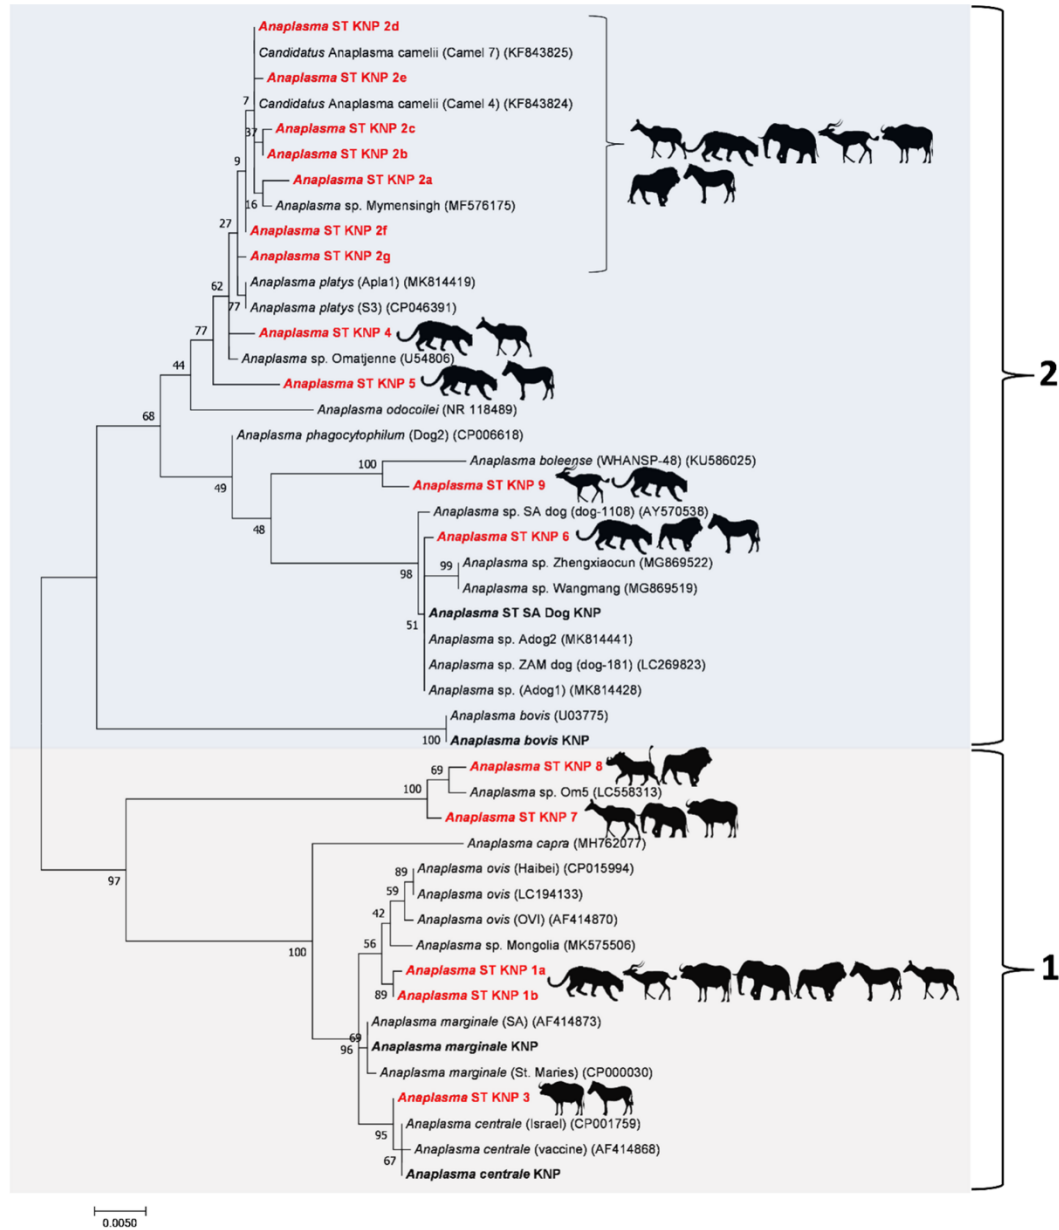 Anaplasma ST KNP 2d
Candidatus Anaplasma camelii (Camel 7) (KF843825)
Anaplasma ST KNP 2e
Candidatus Anaplasma camelii (Camel 4) (KF843824)
7
Anaplasma ST KNP 2c
37
Anaplasma ST KNP 2b
9
Anaplasma ST KNP 2a
16
Anaplasma sp. Mymensingh (MF576175)
27
Anaplasma ST KNP 2f
Anaplasma ST KNP 2g
62
Anaplasma platys (Apla1) (MK814419)
77
Anaplasma platys (S3) (CP046391)
77
Anaplasma ST KNP 4
Anaplasma sp. Omatjenne (U54806)
44
Anaplasma ST KNP 5
2
68
Anaplasma odocoilei (NR 118489)
Anaplasma phagocytophilum (Dog2) (CP006618)
100
Anaplasma boleense (WHANSP-48) (KU586025)
49
Anaplasma ST KNP 9
48
Anaplasma sp. SA dog (dog-1108) (AY570538)
Anaplasma ST KNP 6
98
99
Anaplasma sp. Zhengxiaocun (MG869522)
Anaplasma sp. Wangmang (MG869519)
Anaplasma ST SA Dog KNP
51
Anaplasma sp. Adog2 (MK814441)
Anaplasma sp. ZAM dog (dog-181) (LC269823)
Anaplasma sp. (Adog1) (MK814428)
Anaplasma bovis (U03775)
100
Anaplasma bovis KNP
69
Anaplasma ST KNP 8
100
Anaplasma sp. Om5 (LC558313)
Anaplasma ST KNP 7
Anaplasma capra (MH762077)
97
89
Anaplasma ovis (Haibei) (CP015994)
59
Anaplasma ovis (LC194133)
42
Anaplasma ovis (OVI) (AF414870)
100
56
Anaplasma sp. Mongolia (MK575506)
Anaplasma ST KNP 1a
1
89
Anaplasma ST KNP 1b
Anaplasma marginale (SA) (AF414873)
69
96
Anaplasma marginale KNP
Anaplasma marginale (St. Maries) (CP000030)
Anaplasma ST KNP 3
95
Anaplasma centrale (Israel) (CP001759)
67
Anaplasma centrale (vaccine) (AF414868)
Anaplasma centrale KNP
0.0050